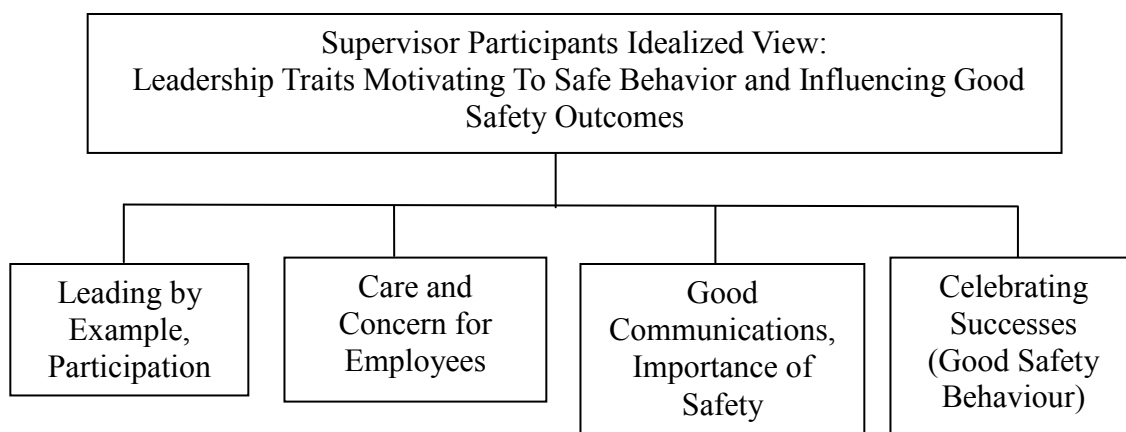 Supervisor Participants Idealized View:
Leadership Traits Motivating To Safe Behavior and Influencing Good
Safety Outcomes
Leading by
Example,
Participation
Care and
Concern for
Employees
Good
Communications,
Importance of
Safety
Celebrating
Successes
(Good Safety
Behaviour)